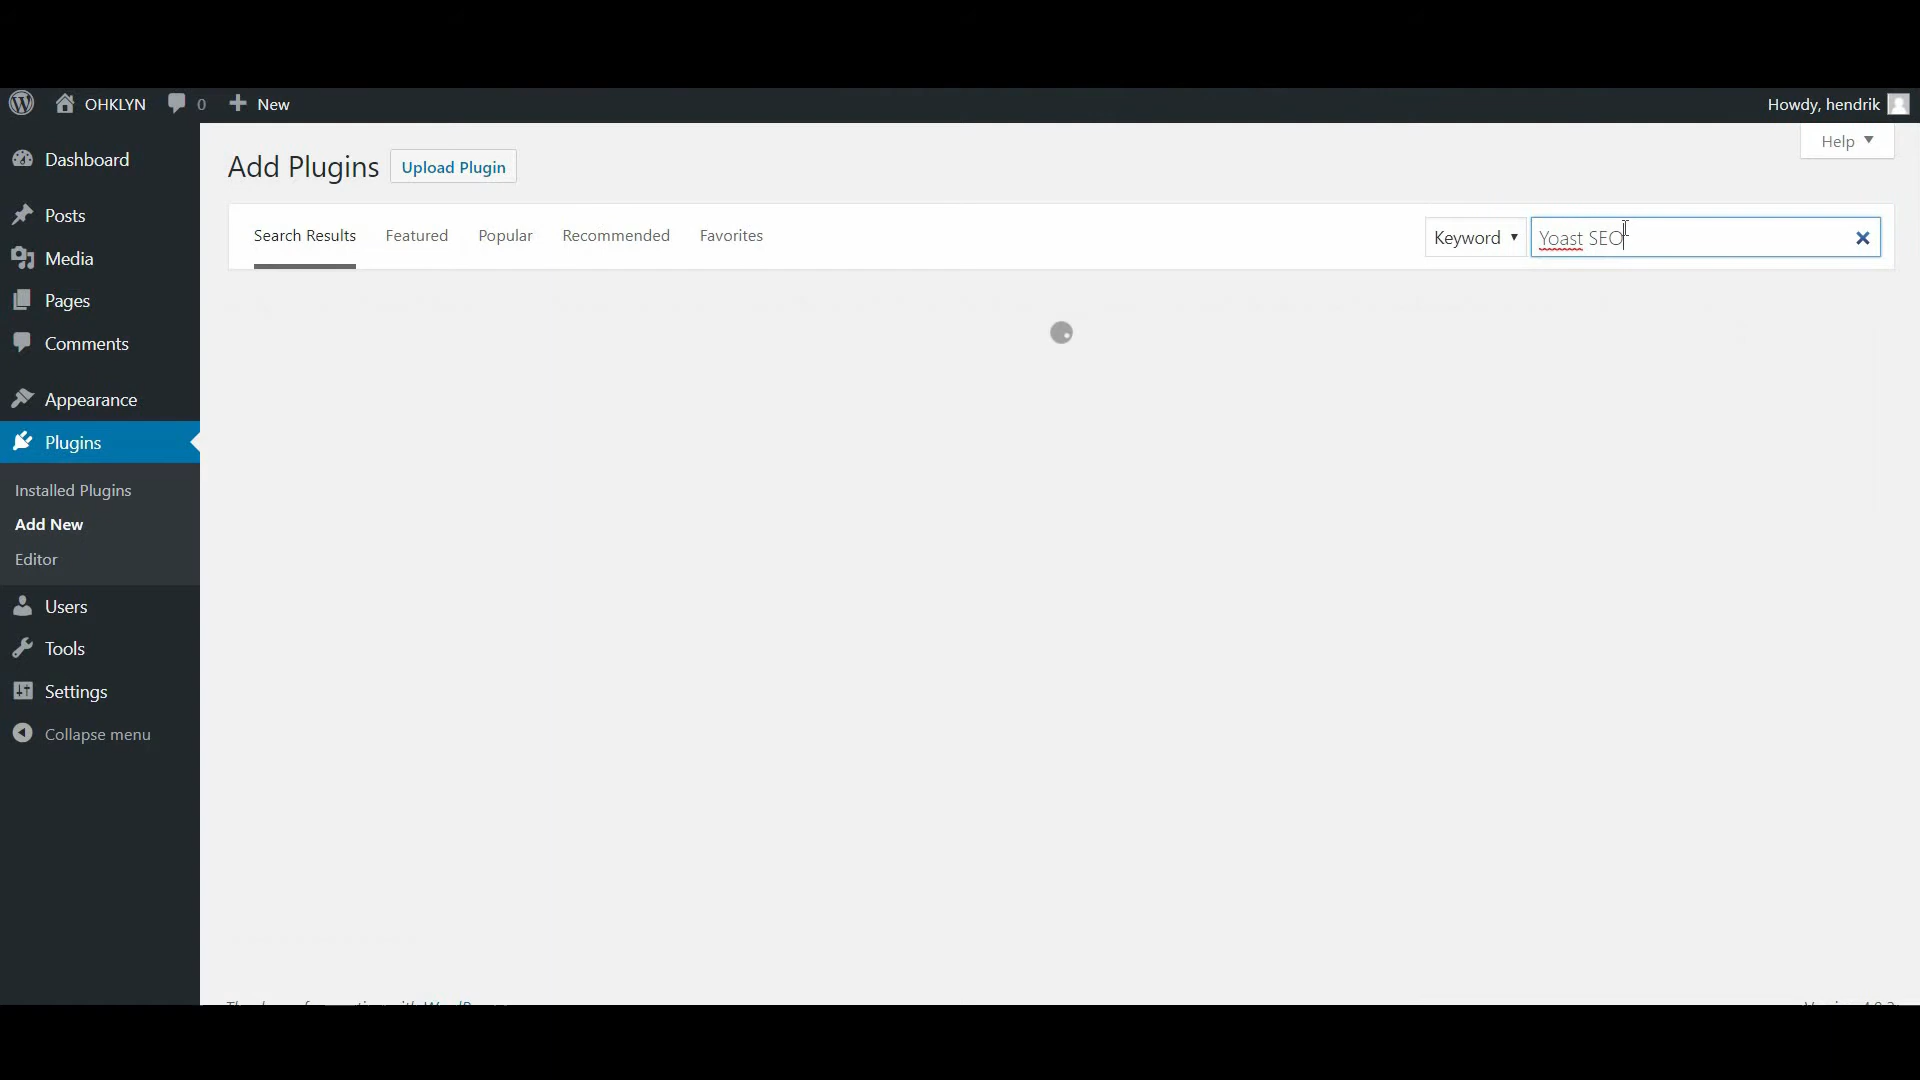 OHKLYN 0 New Howdy, hendrik
Help
Dashboard
Posts
Media
Pages
Comments
Appearance
Plugins
Installed Plugins
Add New
Editor
Users
Tools
Settings
Collapse menu
Add Plugins Upload Plugin
Search Results Featured Popular Recommended Favorites Keyword Yoast SEO